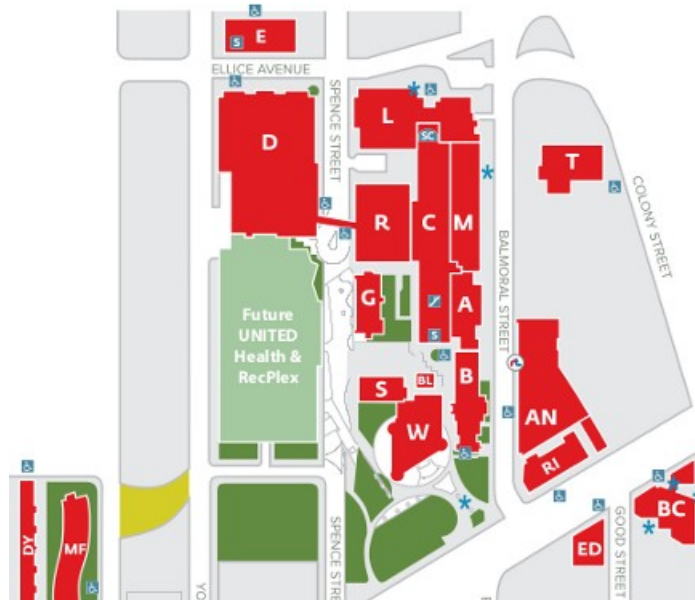 E
S
ELLICE AVENUE
SPENCE STREET
L
SC
D
T
COLONY STREET
R
C
M
BALMORAL STREET
G
A
Future
UNITED
Health &
RecPlex
S
B
BL
S
W
AN
RI
BC
DY
MF
ED
GOOD STREET
SPENCE STRE
YO